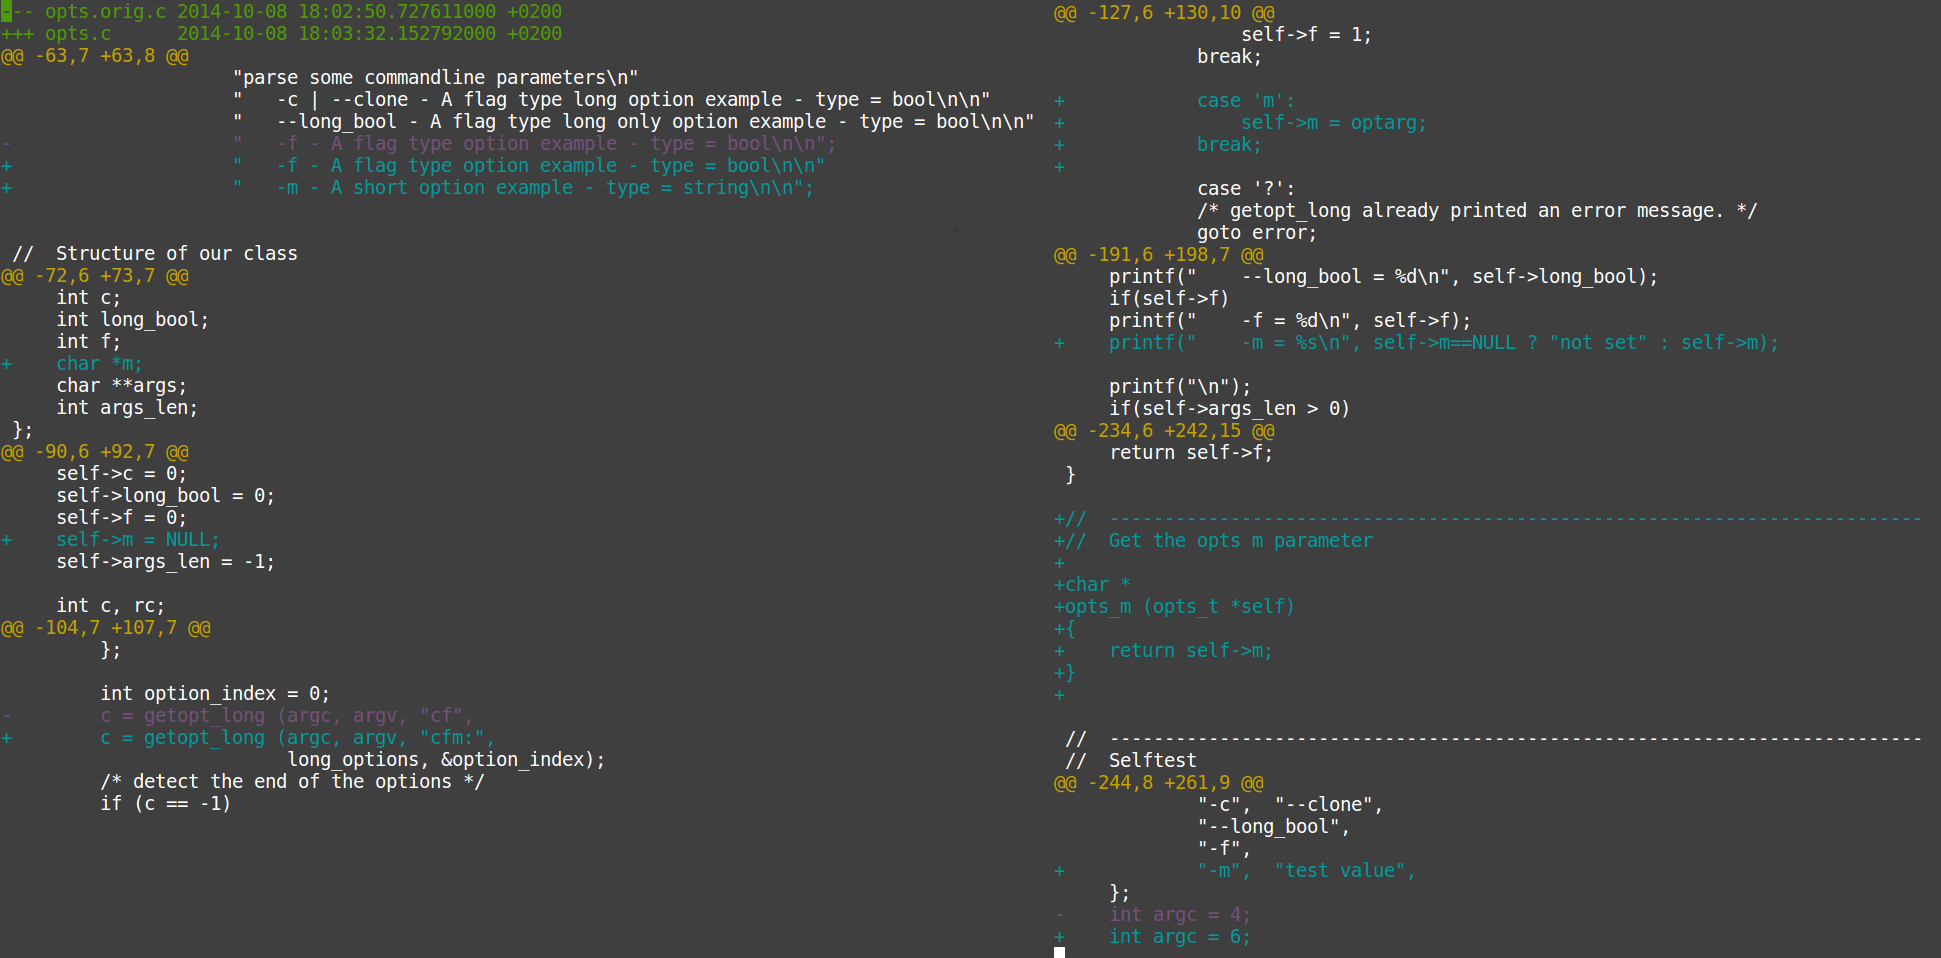 --- opts.orig.c 2014-10-08 18:02:50.727611000 +0200
+++ opts.c      2014-10-08 18:03:32.152792000 +0200
@@ -63,7 +63,8 @@
                     "parse some commandline parameters\n"
                     "   -c | --clone - A flag type long option example - type = bool\n\n"
                     "   --long_bool - A flag type long only option example - type = bool\n\n"
-                    "   -f - A flag type option example - type = bool\n\n";
+                    "   -f - A flag type option example - type = bool\n\n"
+                    "   -m - A short option example - type = string\n\n";
 //  Structure of our class
@@ -72,6 +73,7 @@
     int c;
     int long_bool;
     int f;
+    char *m;
     char **args;
     int args_len;
 };
@@ -90,6 +92,7 @@
     self->c = 0;
     self->long_bool = 0;
     self->f = 0;
+    self->m = NULL;
     self->args_len = -1;
     int c, rc;
@@ -104,7 +107,7 @@
         };
         int option_index = 0;
-        c = getopt_long (argc, argv, "cf",
+        c = getopt_long (argc, argv, "cfm:",
                          long_options, &option_index);
         /* detect the end of the options */
         if (c == -1)
@@ -127,6 +130,10 @@
                 self->f = 1;
             break;
+            case 'm':
+                self->m = optarg;
+            break;
+
             case '?':
             /* getopt_long already printed an error message. */
             goto error;
@@ -191,6 +198,7 @@
     printf("    --long_bool = %d\n", self->long_bool);
     if(self->f)
     printf("    -f = %d\n", self->f);
+    printf("    -m = %s\n", self->m==NULL ? "not set" : self->m);
     printf("\n");
     if(self->args_len > 0)
@@ -234,6 +242,15 @@
     return self->f;
 }
+//  --------------------------------------------------------------------------
+//  Get the opts m parameter
+
+char *
+opts_m (opts_t *self)
+{
+    return self->m;
+}
+
 //  --------------------------------------------------------------------------
 //  Selftest
@@ -244,8 +261,9 @@
             "-c",  "--clone",
             "--long_bool",
             "-f",
+            "-m",  "test value",
     };
-    int argc = 4;
+    int argc = 6;